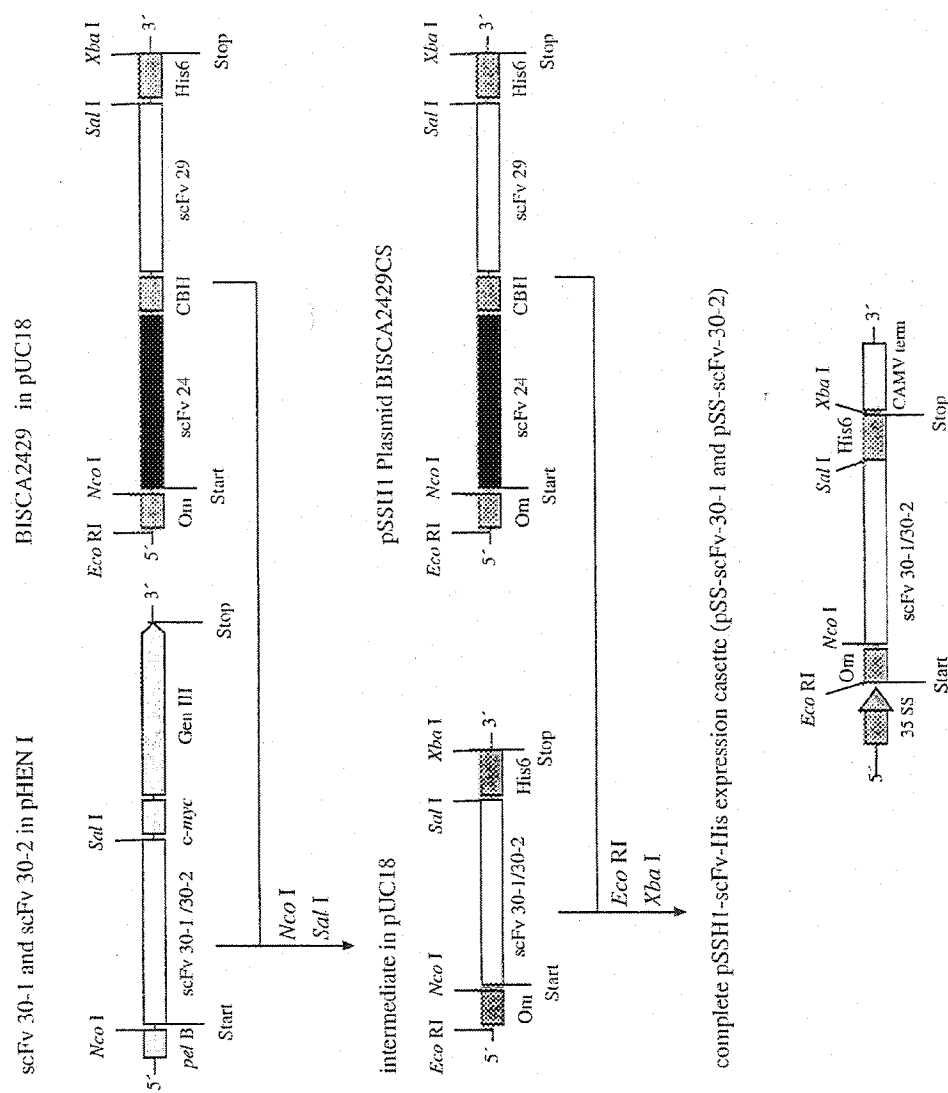 scFv 30-1 and scFv 30-2 in pHEN I
Nco I
Sal I
5´
3´
pel B
scFv 30-1/30-2
c-myc
Gen III
Start
Stop
BISCA2429 in pUC18
Eco RI
Nco I
Sal I
Xba I
5´
3´
Om
scFv 24
CBH
scFv 29
His6
Start
Stop
Nco I
Sal I
intermediate in pUC18
Eco RI
Nco I
Sal I
Xba I
5´
3´
Om
scFv 30-1/30-2
His6
Start
Stop
pSSH1 Plasmid BISCA2429CS
Eco RI
Nco I
Sal I
Xba I
5´
3´
Om
scFv 24
CBH
scFv 29
His6
Start
Stop
Eco RI
Xba I
complete pSSH1-scFv-His expression casette (pSS-scFv-30-1 and pSS-scFv-30-2)
Eco RI
Om
Nco I
Sal I
His6
Xba I
5´
3´
35 SS
scFv 30-1/30-2
CAMV term
Start
Stop